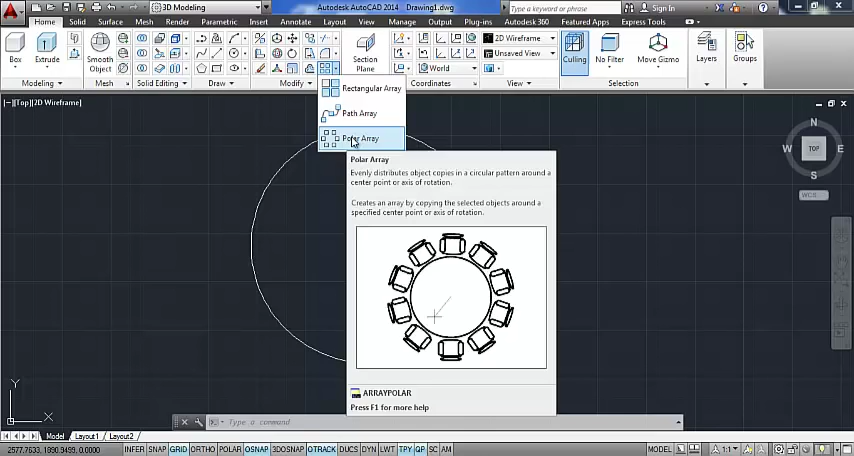 3D Modeling
Autodesk AutoCAD 2014 Drawing1.dwg
Type a keyword or phrase
Sign In
Home Solid Surface Mesh Render Parametric Insert Annotate Layout View Manage Output Plug-ins Autodesk 360 Featured Apps Express Tools
Box
Extrude
Smooth
Object
Section
Plane
2D Wireframe
Unsaved View
World
Culling
No Filter
Move Gizmo
Layers
Groups
Modeling
Mesh
Solid Editing
Draw
Modify
Coordinates
View
Selection
Rectangular Array
Path Array
Polar Array
[−][Top][2D Wireframe]
Polar Array
Evenly distributes object copies in a circular pattern around a
center point or axis of rotation.
Creates an array by copying the selected objects around a
specified center point or axis of rotation.
ARRAYPOLAR
Press F1 for more help
N
W TOP E
S
WCS
Y
X
Type a command
Model Layout1 Layout2
2577.7633, 1890.9499, 0.0000 INFER SNAP GRID ORTHO POLAR OSNAP 3DOSNAP OTRACK DUCS DYN LWT TPY QP SC AM MODEL 1:1